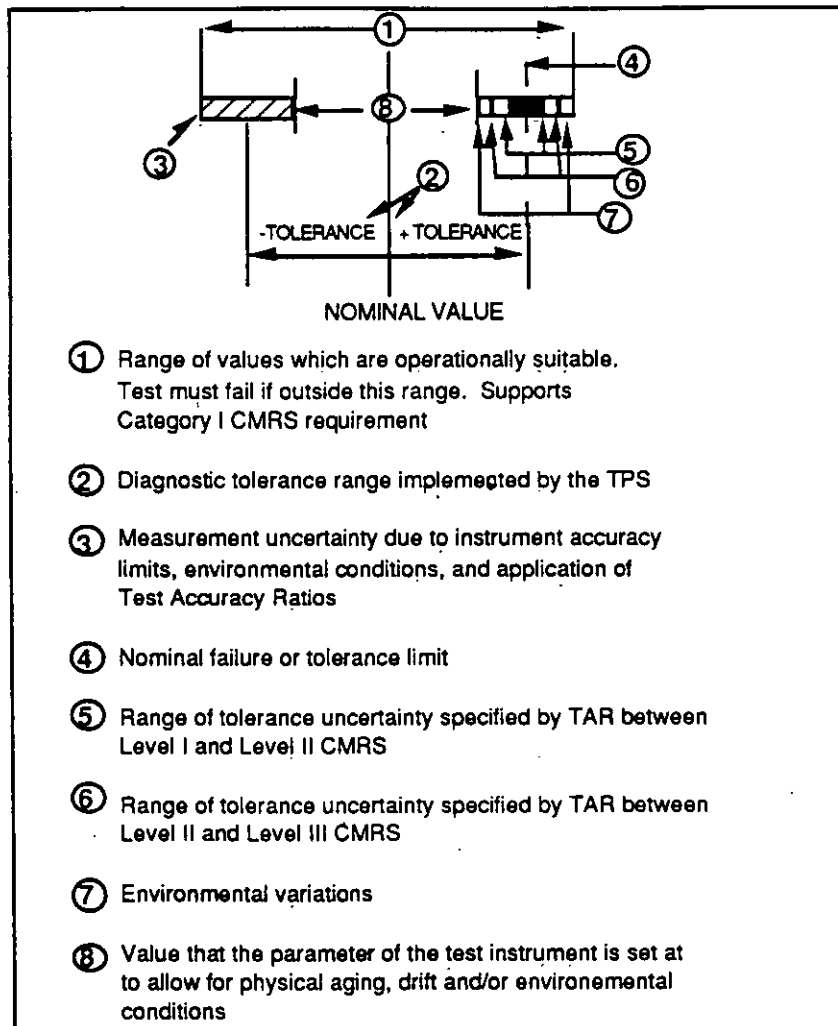 1
4
8
3
5
2
6
7
-TOLERANCE + TOLERANCE
NOMINAL VALUE
1 Range of values which are operationally suitable.
Test must fail if outside this range. Supports
Category I CMRS requirement
2 Diagnostic tolerance range implemented by the TPS
3 Measurement uncertainty due to instrument accuracy
limits, environmental conditions, and application of
Test Accuracy Ratios
4 Nominal failure or tolerance limit
5 Range of tolerance uncertainty specified by TAR between
Level I and Level II CMRS
6 Range of tolerance uncertainty specified by TAR between
Level II and Level III CMRS
7 Environmental variations
8 Value that the parameter of the test instrument is set at
to allow for physical aging, drift and/or environemental
conditions